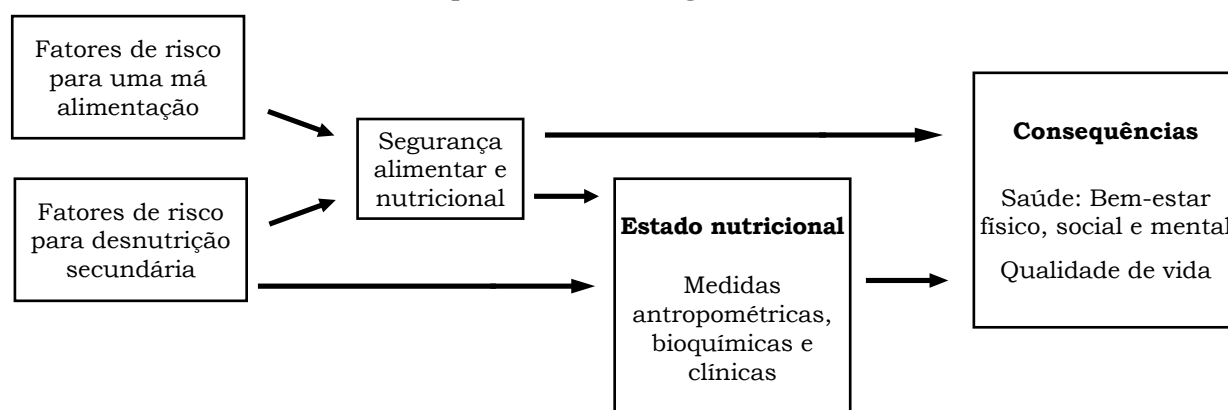 Fatores de risco
para uma má
alimentação
Fatores de risco
para desnutrição
secundária
Segurança
alimentar e
nutricional
Estado nutricional
Medidas
antropométricas,
bioquímicas e
clínicas
Consequências
Saúde: Bem-estar
físico, social e mental
Qualidade de vida